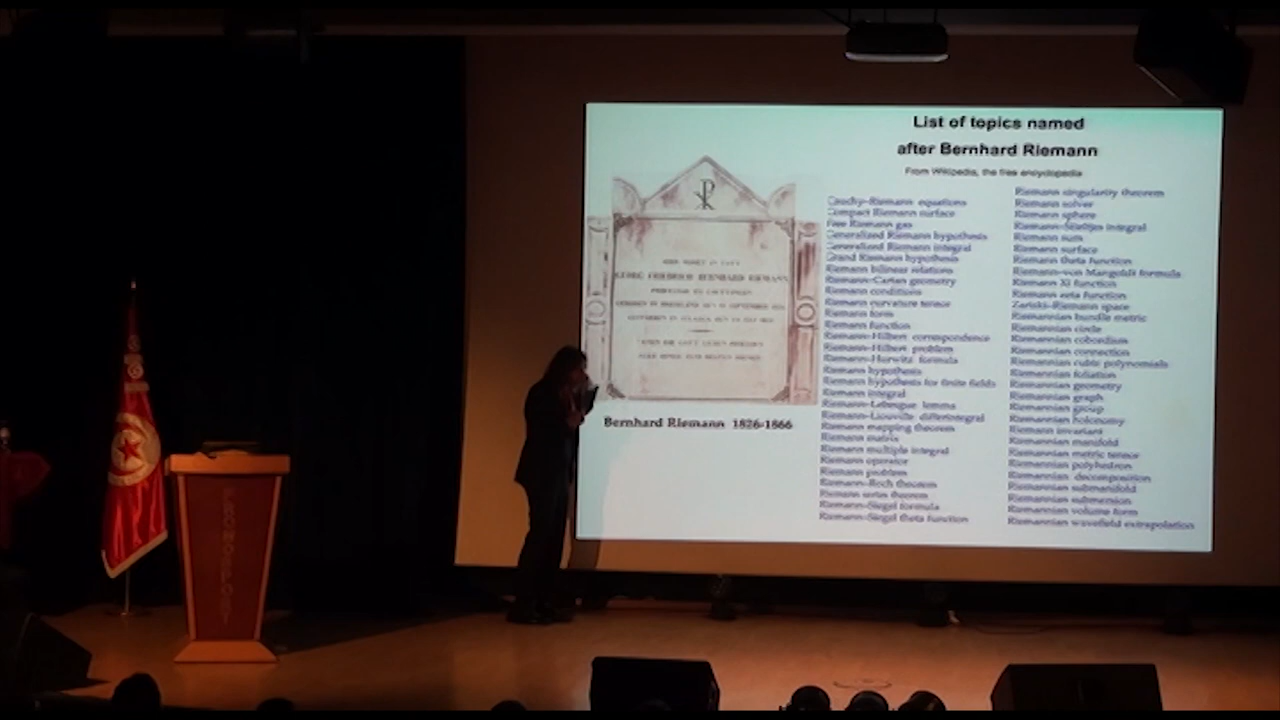 List of topics named
after Bernhard Riemann
From Wikipedia, the free encyclopedia
GEORG FRIEDRICH BERNHARD RIEMANN
Bernhard Riemann 1826-1866
Cauchy-Riemann equations
Compact Riemann surface
Free Riemann gas
Generalized Riemann hypothesis
Generalized Riemann integral
Grand Riemann hypothesis
Riemann bilinear relations
Riemann-Cartan geometry
Riemann conditions
Riemann curvature tensor
Riemann form
Riemann function
Riemann-Hilbert correspondence
Riemann-Hilbert problem
Riemann-Hurwitz formula
Riemann hypothesis
Riemann hypothesis for finite fields
Riemann integral
Riemann-Lebesgue lemma
Riemann-Liouville differintegral
Riemann mapping theorem
Riemann matrix
Riemann multiple integral
Riemann operator
Riemann problem
Riemann-Roch theorem
Riemann series theorem
Riemann-Siegel formula
Riemann-Siegel theta function
Riemann singularity theorem
Riemann solver
Riemann sphere
Riemann-Stieltjes integral
Riemann sum
Riemann surface
Riemann theta function
Riemann-von Mangoldt formula
Riemann Xi function
Riemann zeta function
Zariski-Riemann space
Riemannian bundle metric
Riemannian circle
Riemannian cobordism
Riemannian connection
Riemannian cubic polynomials
Riemannian foliation
Riemannian geometry
Riemannian graph
Riemannian group
Riemannian holonomy
Riemann invariant
Riemannian manifold
Riemannian metric tensor
Riemannian polyhedron
Riemannian decomposition
Riemannian submanifold
Riemannian submersion
Riemannian volume form
Riemannian wavefield extrapolation